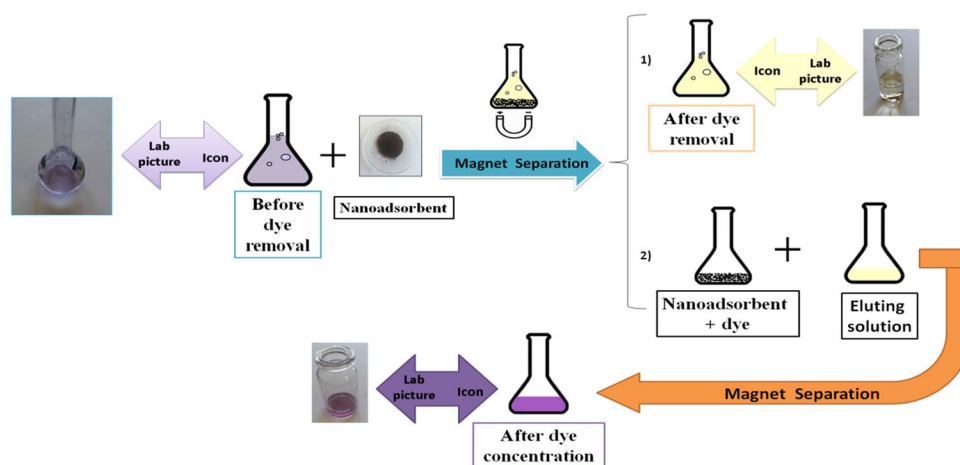 Lab
picture
Icon
Before
dye
removal
Nanoadsorbent
Magnet Separation
1)
After dye
removal
Icon
Lab
picture
2)
Nanoadsorbent
+ dye
Eluting
solution
Magnet Separation
Lab
picture
Icon
After dye
concentration